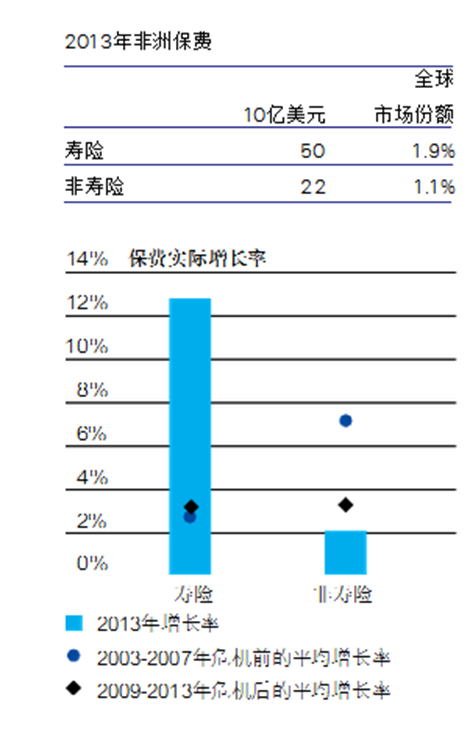 2013年非洲保费
全球
10亿美元 市场份额
寿险 50 1.9%
非寿险 22 1.1%
14% 保费实际增长率
12%
10%
8%
6%
4%
2%
0%
寿险 非寿险
2013年增长率
2003-2007年危机前的平均增长率
2009-2013年危机后的平均增长率